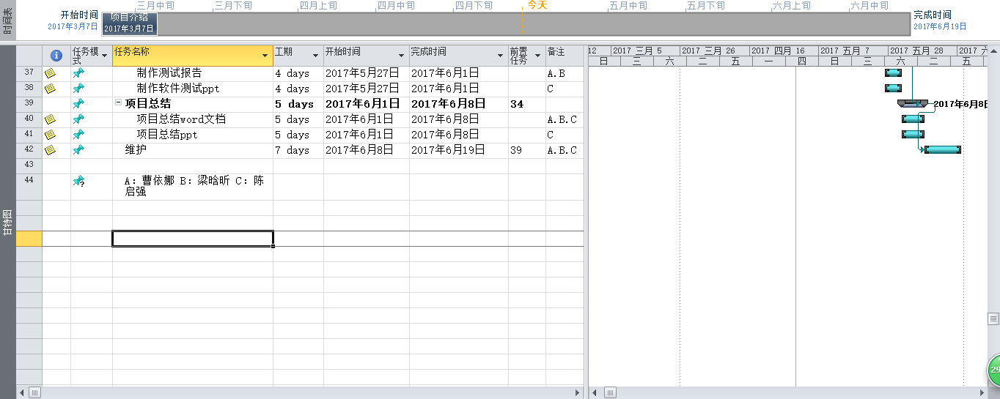 三月中旬 三月下旬 四月上旬 四月中旬 四月下旬 今天 五月中旬 五月下旬 六月上旬 六月中旬
时间表
开始时间 项目介绍 完成时间
2017年3月7日 2017年3月7日 2017年6月19日
任务模式 任务名称 工期 开始时间 完成时间 前置任务 备注
12 2017 三月 5 2017 三月 26 2017 四月 16 2017 五月 7 2017 五月 28 2017 六
日 三 六 二 五 一 四 日 三 六 二 五
37 制作测试报告 4 days 2017年5月27日 2017年6月1日 A.B
38 制作软件测试ppt 4 days 2017年5月27日 2017年6月1日 C
39 项目总结 5 days 2017年6月1日 2017年6月8日 34 2017年6月8日
40 项目总结word文档 5 days 2017年6月1日 2017年6月8日 A.B.C
41 项目总结ppt 5 days 2017年6月1日 2017年6月8日 C
42 维护 7 days 2017年6月8日 2017年6月19日 39 A.B.C
43
44 A：曹依娜 B：梁晗昕 C：陈
启强
甘特图
29